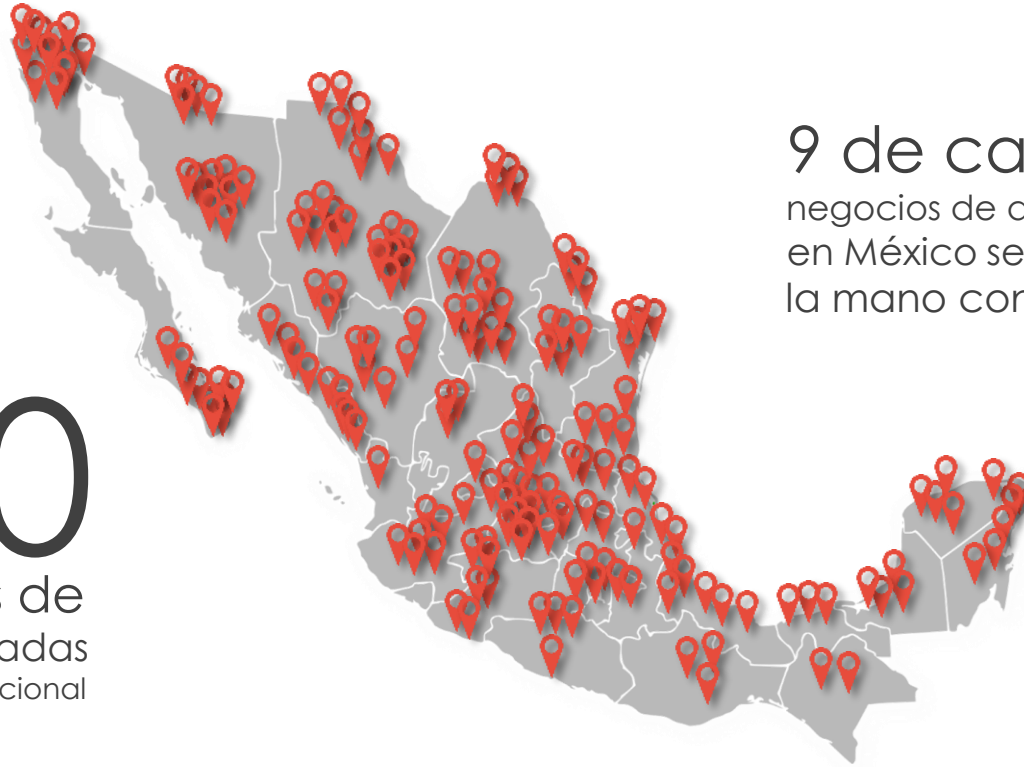 9 de ca
negocios de
en México se
la mano con
0
s de
adas
cional